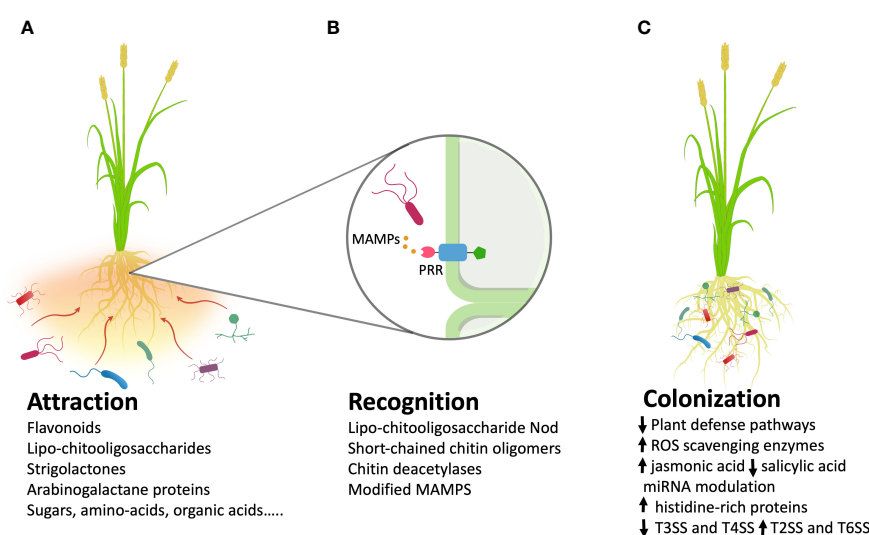 A
B
C
MAMPs
PRR
Attraction
Flavonoids
Lipo-chitooligosaccharides
Strigolactones
Arabinogalactane proteins
Sugars, amino-acids, organic acids.....
Recognition
Lipo-chitooligosaccharide Nod
Short-chained chitin oligomers
Chitin deacetylases
Modified MAMPS
Colonization
↓ Plant defense pathways
↑ ROS scavenging enzymes
↑ jasmonic acid ↓ salicylic acid
miRNA modulation
↑ histidine-rich proteins
↓ T3SS and T4SS ↑ T2SS and T6SS